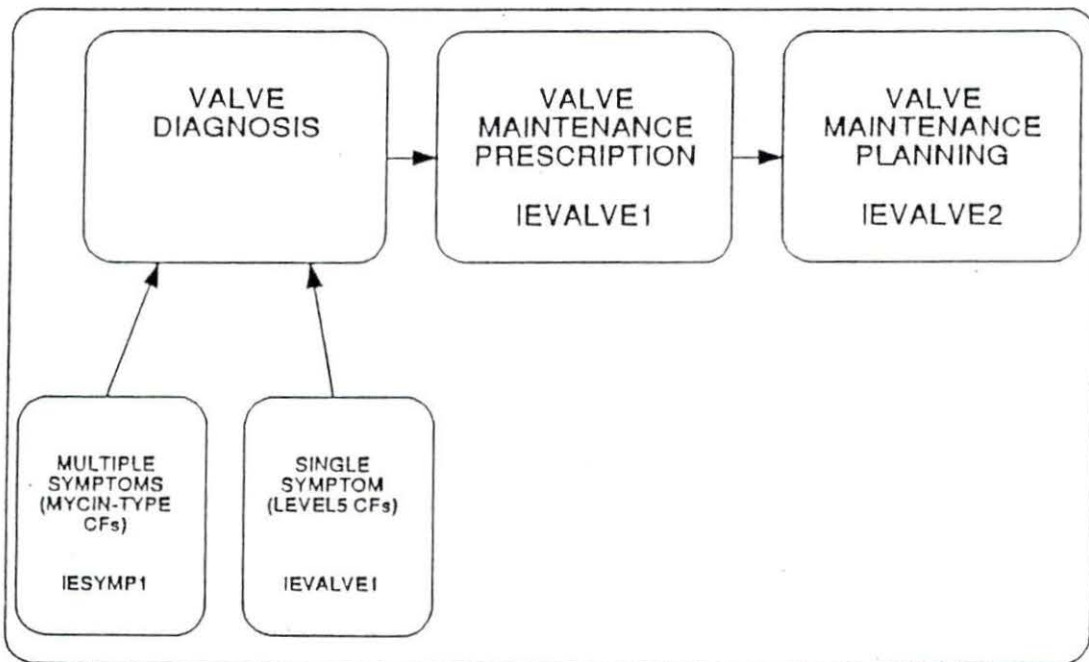 VALVE
DIAGNOSIS
VALVE
MAINTENANCE
PRESCRIPTION
IEVALVE1
VALVE
MAINTENANCE
PLANNING
IEVALVE2
MULTIPLE
SYMPTOMS
(MYCIN-TYPE
CFs)
IESYMP1
SINGLE
SYMPTOM
(LEVEL5 CFs)
IEVALVE1